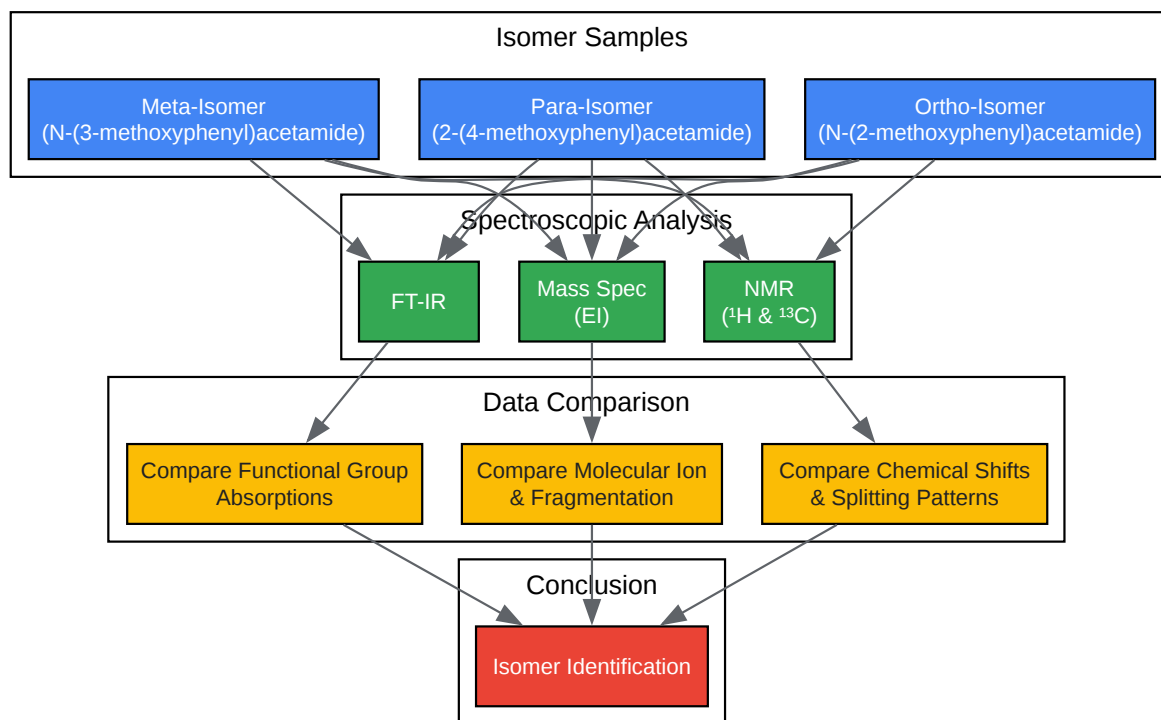 Isomer Samples
Meta-Isomer
(N-(3-methoxyphenyl)acetamide)
Para-Isomer
(2-(4-methoxyphenyl)acetamide)
Ortho-Isomer
(N-(2-methoxyphenyl)acetamide)
Spectroscopic Analysis
FT-IR
Mass Spec
(EI)
NMR
(¹H & ¹³C)
Data Comparison
Compare Functional Group
Absorptions
Compare Molecular Ion
& Fragmentation
Compare Chemical Shifts
& Splitting Patterns
Conclusion
Isomer Identification